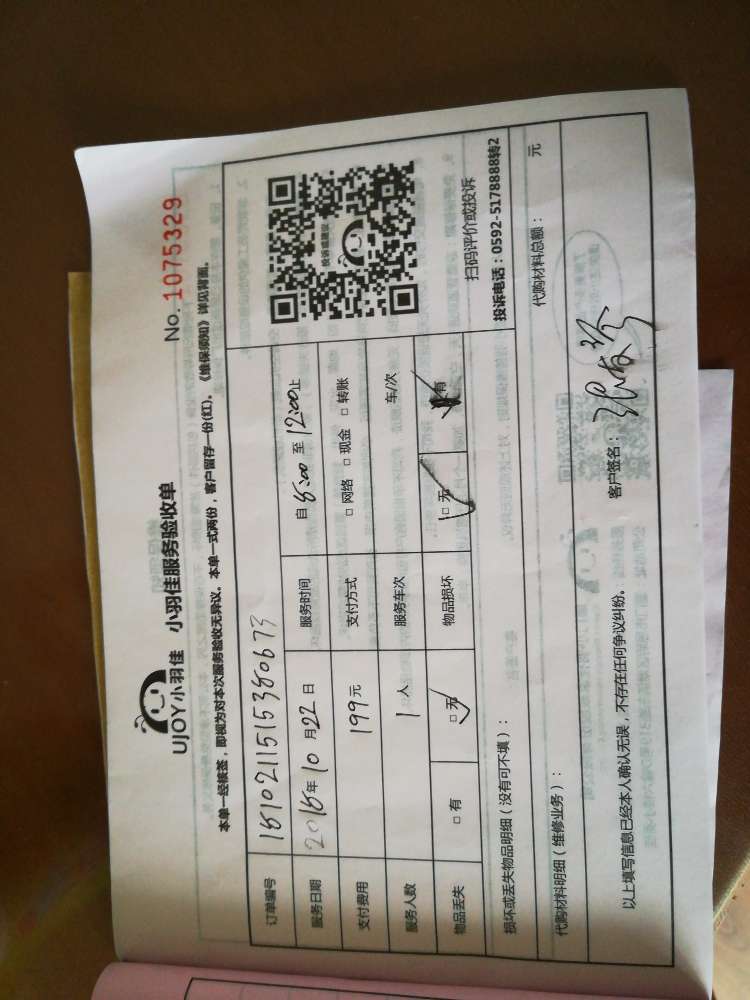 UJOY小羽佳 小羽佳服务验收单
No. 1075329
本单一经核签，即视为对本次服务验收无异议。本单一式两份，客户留存一份(红)。《维保须知》详见背面。
订单编号 1810211515380673
服务日期 2018年10月22日 服务时间 自8:00至12:00止
支付费用 199元 支付方式 □ 网络 □ 现金 □ 转账
服务人数 1人 服务车次 车/次
物品丢失 □ 有 □ 无 物品损坏 □ 无 有
投诉或建议
扫码评价或投诉
投诉电话：0592-5178888转2
损坏或丢失物品明细（没有可不填）：
代购材料明细（维修业务）： 代购材料总额： 元
以上填写信息已经本人确认无误，不存在任何争议纠纷。 客户签名：